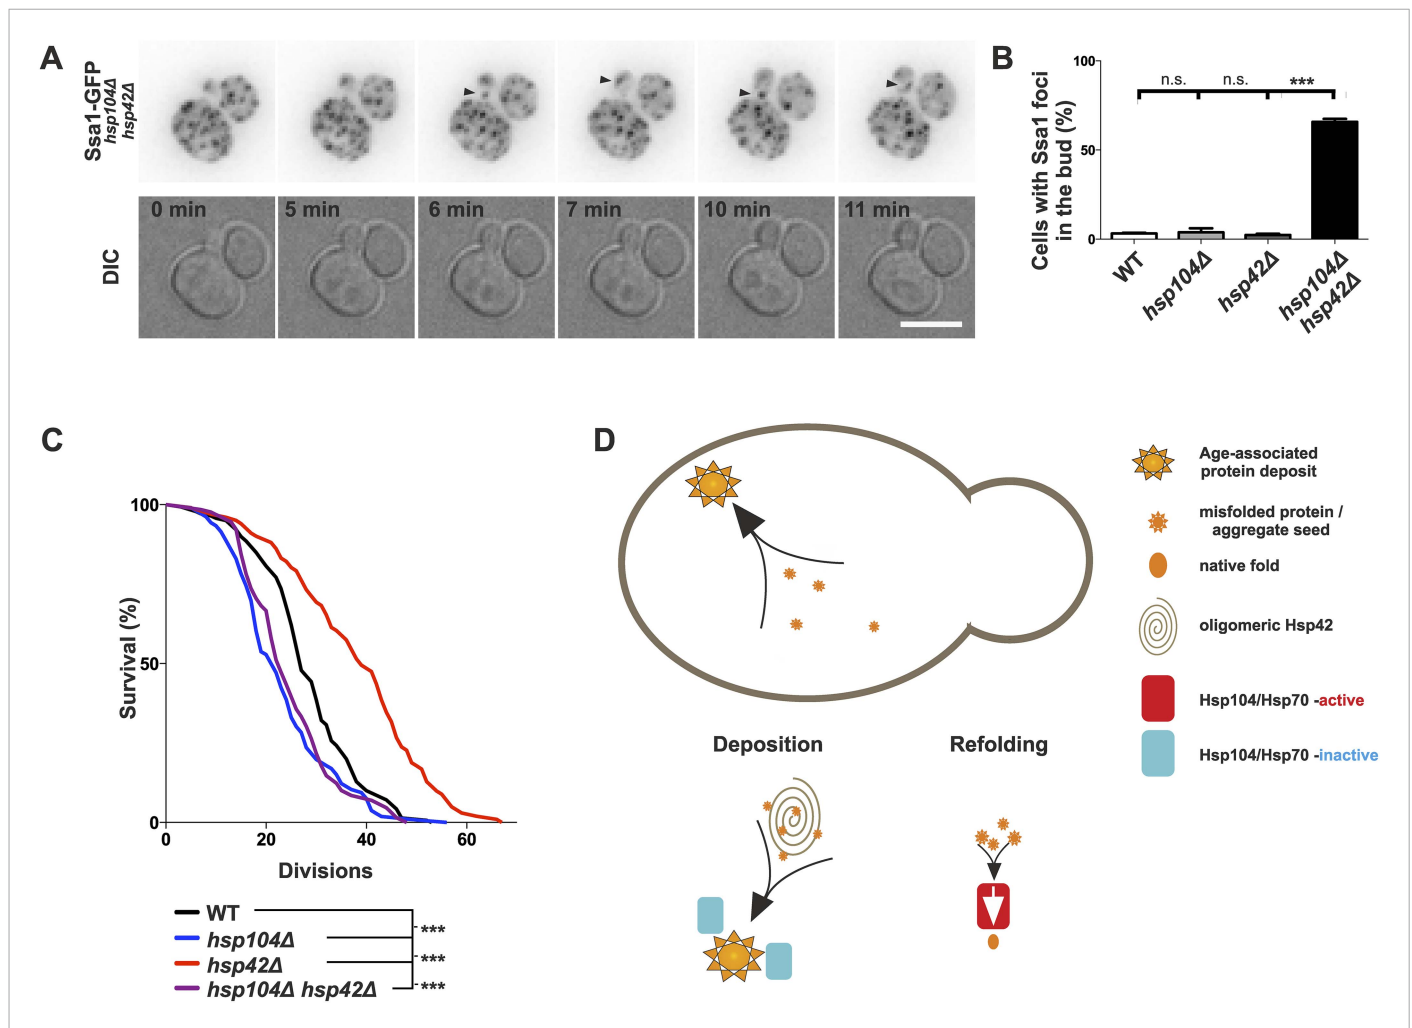 A
Ssa1-GFP
hsp104Δ
hsp42Δ
DIC
0 min
5 min
6 min
7 min
10 min
11 min
B
Cells with Ssa1 foci
in the bud (%)
100
50
0
n.s.
n.s.
***
WT
hsp104Δ
hsp42Δ
hsp104Δ
hsp42Δ
C
Survival (%)
100
50
0
0
20
40
60
Divisions
WT
hsp104Δ
hsp42Δ
hsp104Δ hsp42Δ
***
***
***
D
Deposition
Refolding
Age-associated
protein deposit
misfolded protein /
aggregate seed
native fold
oligomeric Hsp42
Hsp104/Hsp70 -active
Hsp104/Hsp70 -inactive